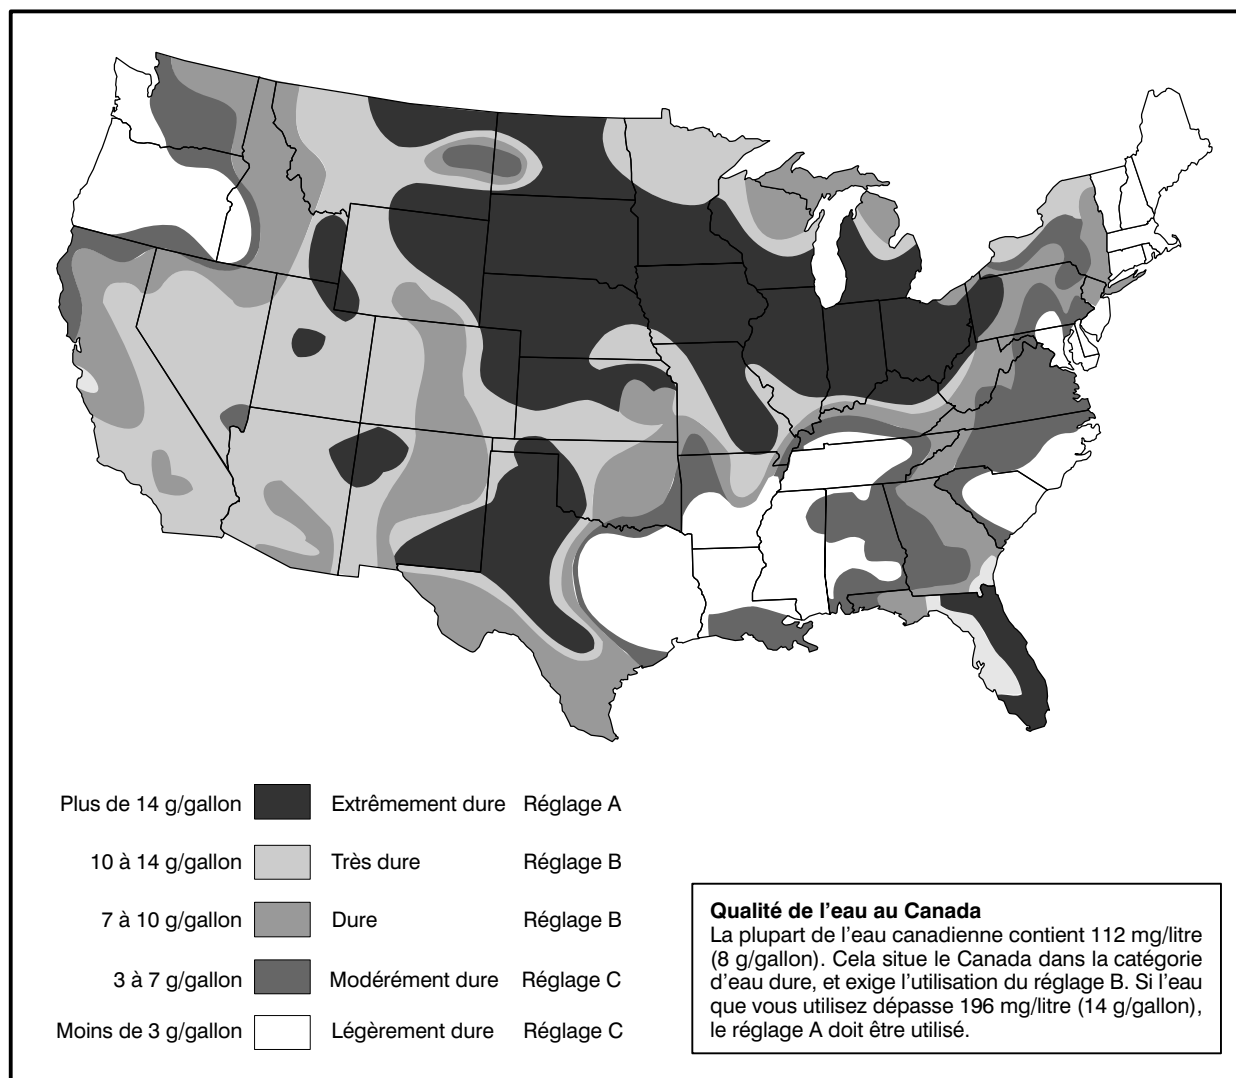 Plus de 14 g/gallon Extrêmement dure Réglage A
10 à 14 g/gallon Très dure Réglage B
7 à 10 g/gallon Dure Réglage B
3 à 7 g/gallon Modérément dure Réglage C
Moins de 3 g/gallon Légèrement dure Réglage C
Qualité de l’eau au Canada
La plupart de l’eau canadienne contient 112 mg/litre
(8 g/gallon). Cela situe le Canada dans la catégorie
d’eau dure, et exige l’utilisation du réglage B. Si l’eau
que vous utilisez dépasse 196 mg/litre (14 g/gallon),
le réglage A doit être utilisé.